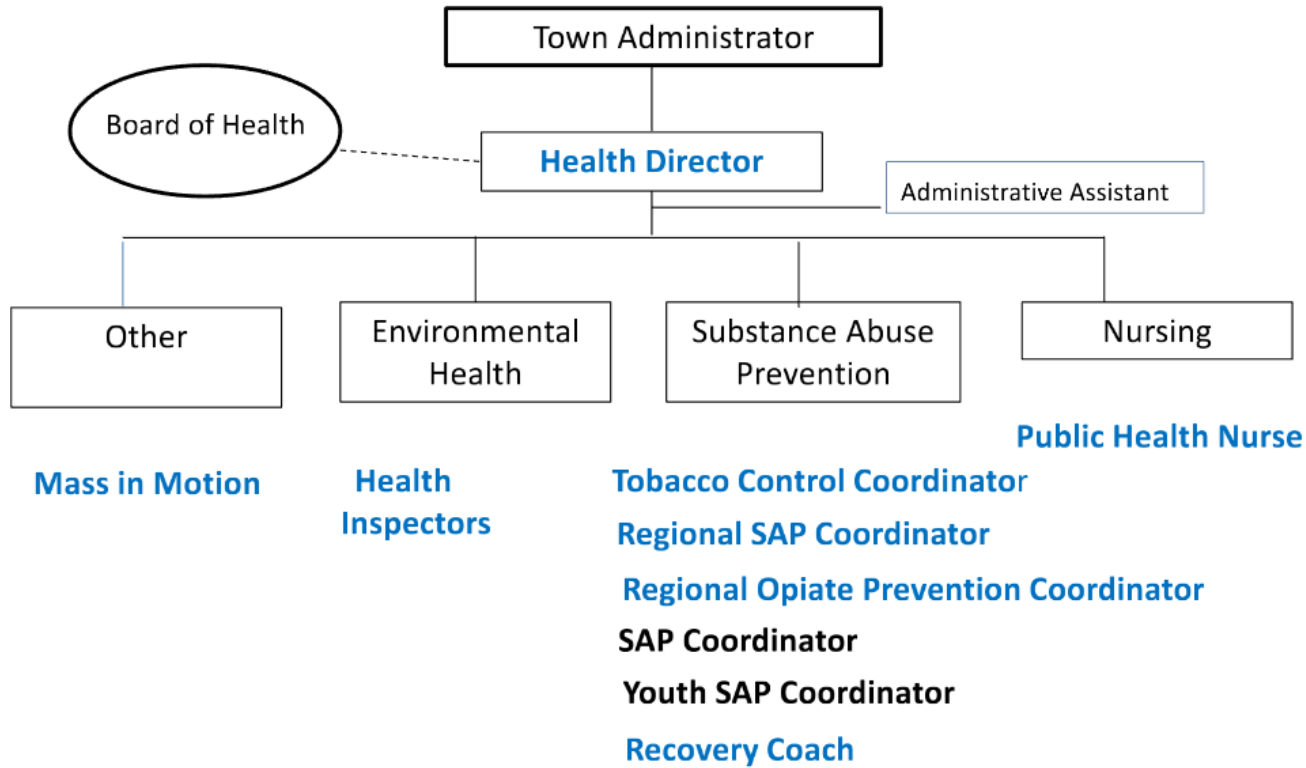 Town Administrator
Board of Health
Health Director
Administrative Assistant
Other
Environmental
Health
Substance Abuse
Prevention
Nursing
Public Health Nurse
Mass in Motion
Health
Inspectors
Tobacco Control Coordinator
Regional SAP Coordinator
Regional Opiate Prevention Coordinator
SAP Coordinator
Youth SAP Coordinator
Recovery Coach